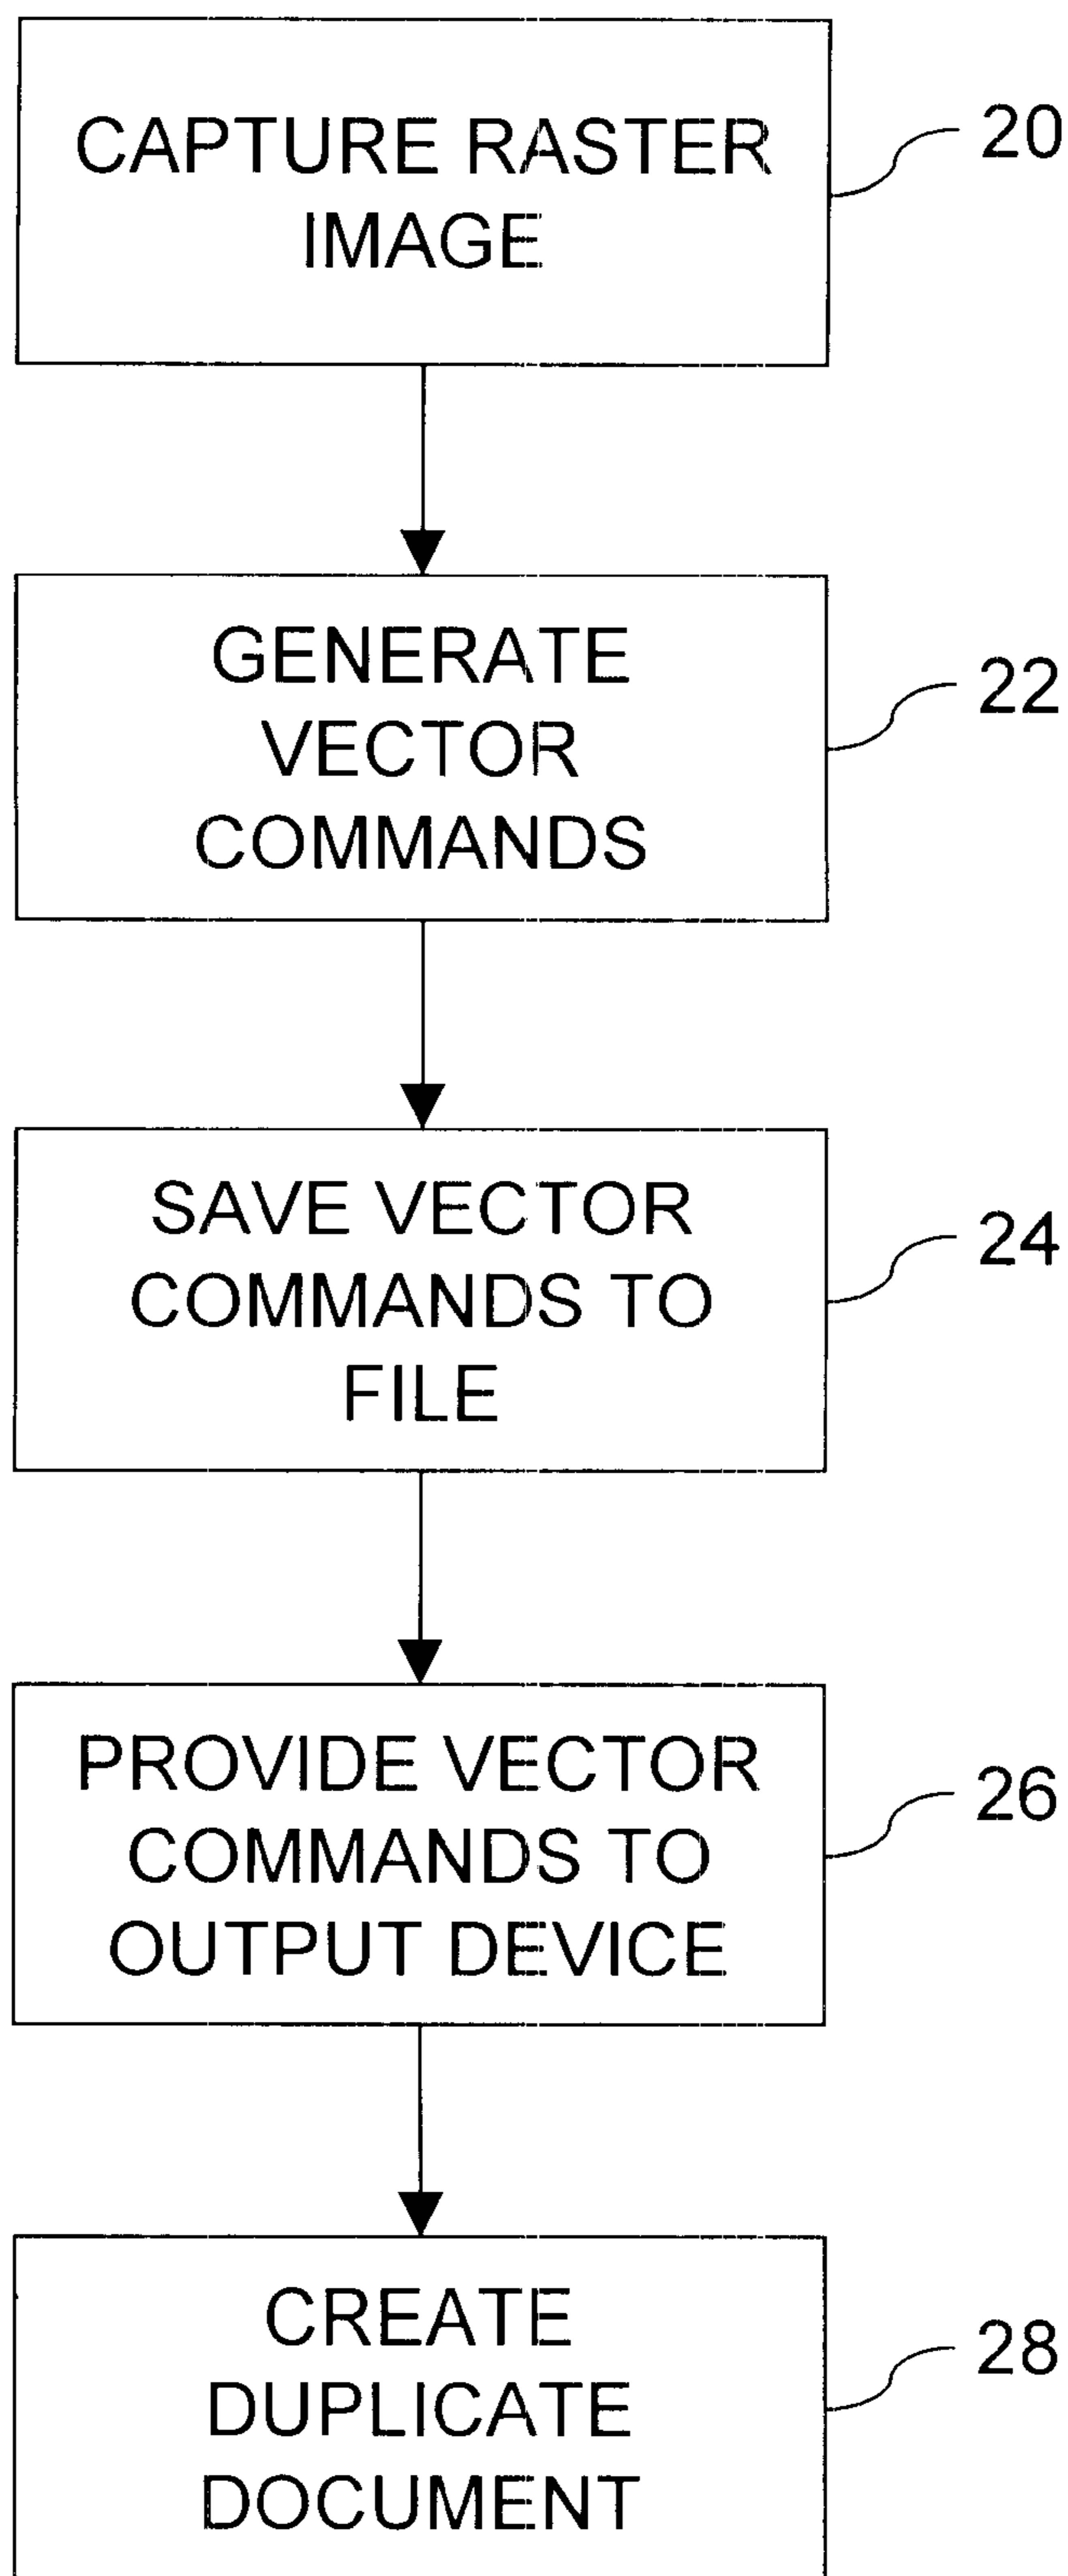 CAPTURE RASTER
IMAGE
20
GENERATE
VECTOR
COMMANDS
22
SAVE VECTOR
COMMANDS TO
FILE
24
PROVIDE VECTOR
COMMANDS TO
OUTPUT DEVICE
26
CREATE
DUPLICATE
DOCUMENT
28